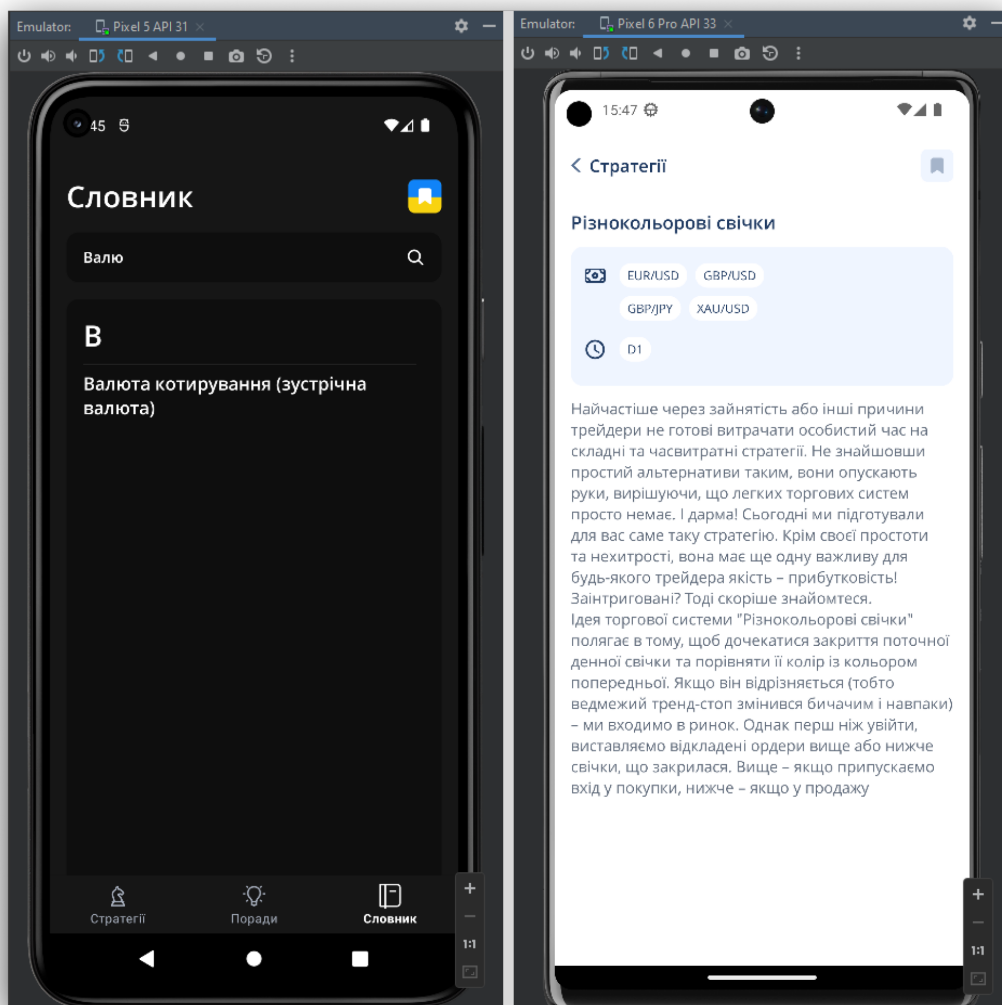 Emulator:
Pixel 5 API 31
45
Словник
Валю
В
Валюта котирування (зустрічна
валюта)
Стратегії
Поради
Словник
1:1
Emulator:
Pixel 6 Pro API 33
15:47
Стратегії
Різнокольорові свічки
EUR/USD
GBP/USD
GBP/JPY
XAU/USD
D1
Найчастіше через зайнятість або інші причини
трейдери не готові витрачати особистий час на
складні та часвитратні стратегії. Не знайшовши
простий альтернативи таким, вони опускають
руки, вирішуючи, що легких торгових систем
просто немає. І дарма! Сьогодні ми підготували
для вас саме таку стратегію. Крім своєї простоти
та нехитрості, вона має ще одну важливу для
будь-якого трейдера якість – прибутковість!
Заінтриговані? Тоді скоріше знайомтеся.
Ідея торгової системи "Різнокольорові свічки"
полягає в тому, щоб дочекатися закриття поточної
денної свічки та порівняти її колір із кольором
попередньої. Якщо він відрізняється (тобто
ведмежий тренд-стоп змінився бичачим і навпаки)
– ми входимо в ринок. Однак перш ніж увійти,
виставляємо відкладені ордери вище або нижче
свічки, що закрилася. Вище – якщо припускаємо
вхід у покупки, нижче – якщо у продажу
1:1